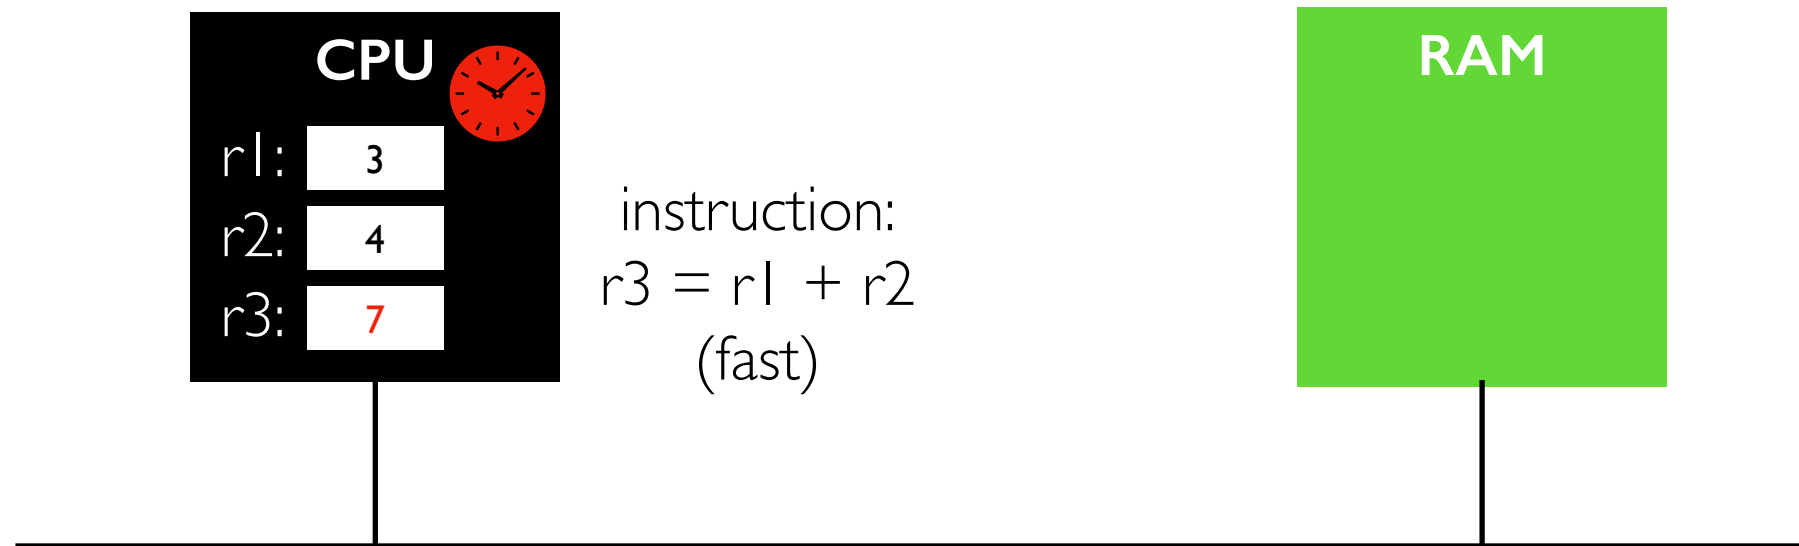 CPU
r1: 3
r2: 4
r3: 7
instruction:
r3 = r1 + r2
(fast)
RAM